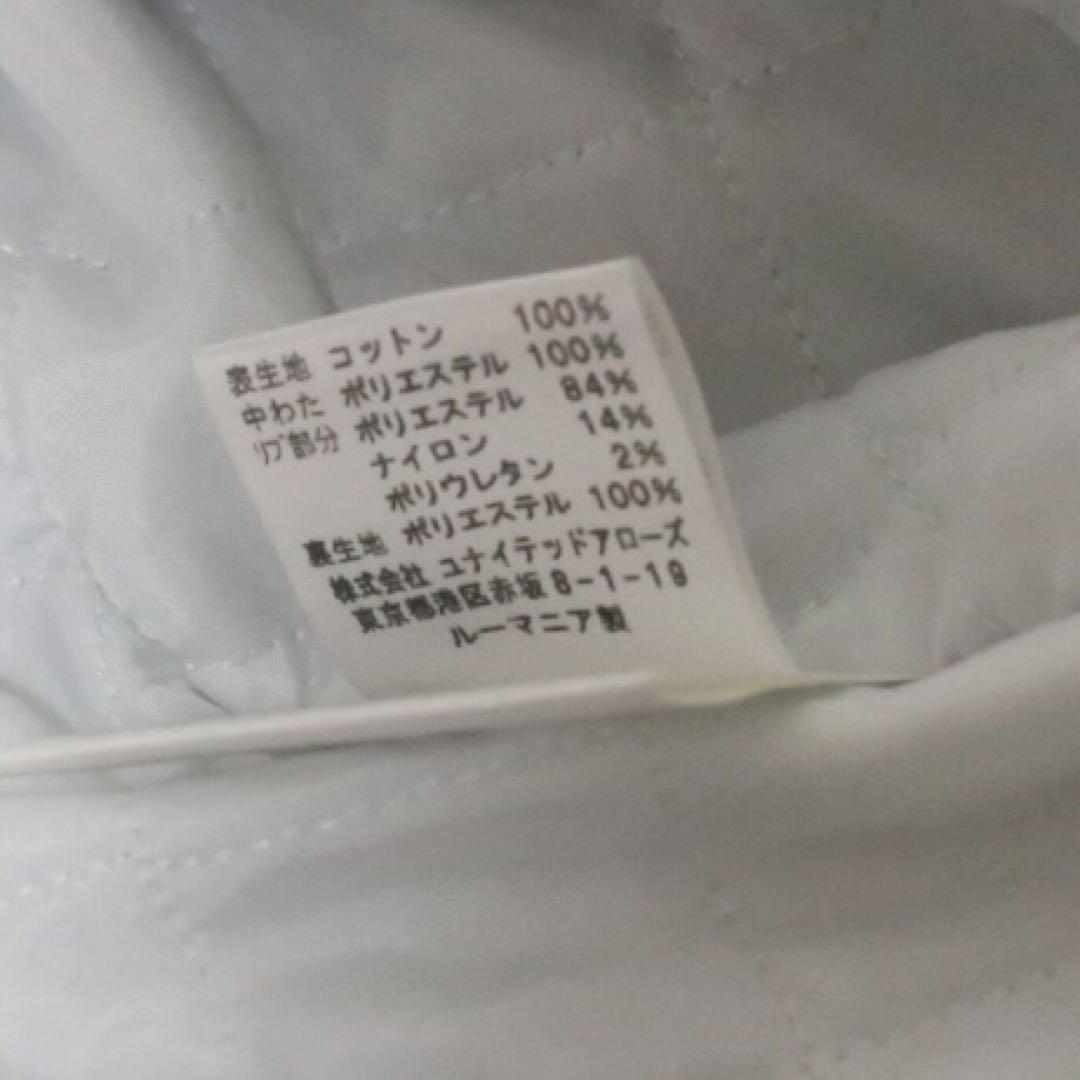 表生地 コットン 100%
中わた ポリエステル 100%
リブ部分 ポリエステル 84%
ナイロン 14%
ポリウレタン 2%
裏生地 ポリエステル 100%
株式会社 ユナイテッドアローズ
東京都港区赤坂8-1-19
ルーマニア製